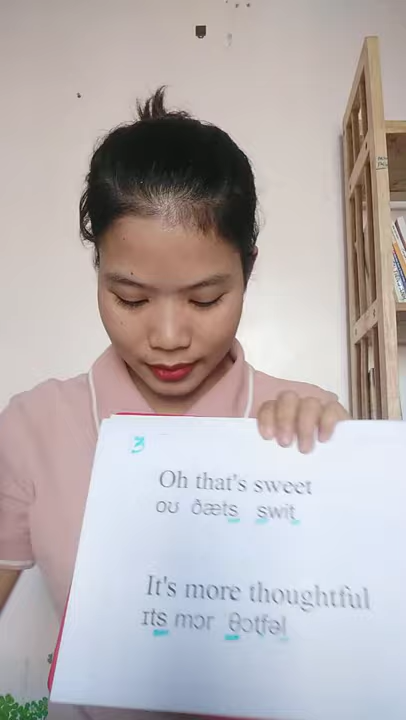 3
Oh that's sweet
oʊ ðæts swit
It's more thoughtful
ɪts mɔr θɔtfəl